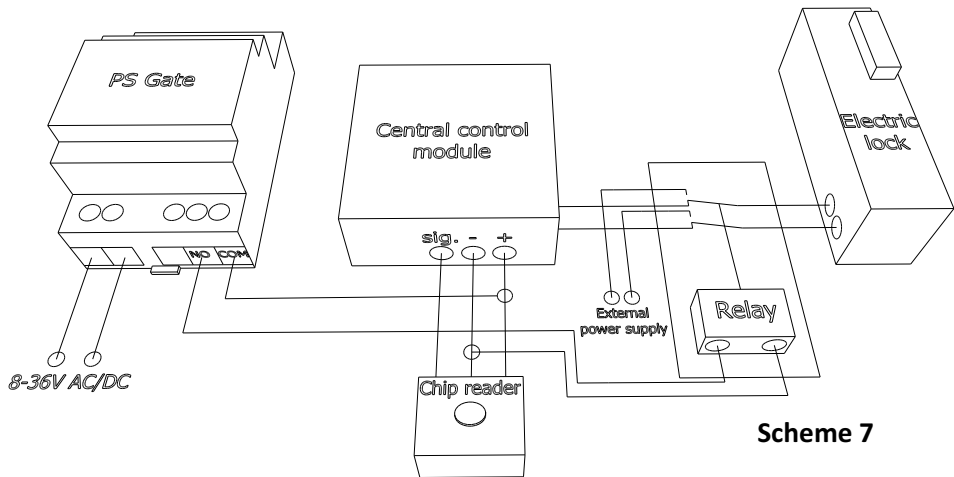 PS Gate
Central control
module
Electric
lock
sig. - +
NO COM
External
power supply
Relay
8-36V AC/DC
Chip reader
Scheme 7